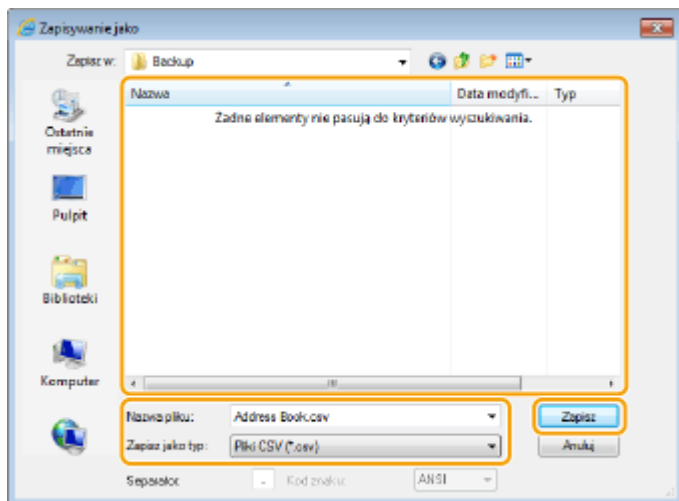 Zapisywanie jako
Zapisz w: Backup
Nazwa Data modyfi... Typ
Żadne elementy nie pasują do kryteriów wyszukiwania.
Ostatnie
miejsca
Pulpit
Biblioteki
Komputer
Nazwa pliku: Address Book.csv Zapisz
Zapisz jako typ: Pliki CSV (*.csv) Anuluj
Separator: Kod znaku: ANSI